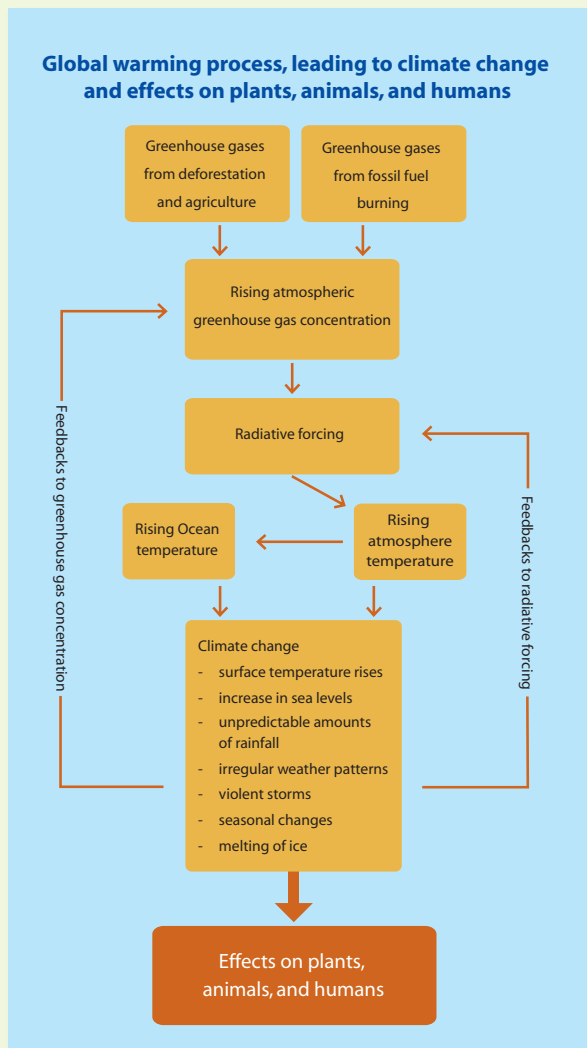 Global warming process, leading to climate change
and effects on plants, animals, and humans
Greenhouse gases
from deforestation
and agriculture
Greenhouse gases
from fossil fuel
burning
Rising atmospheric
greenhouse gas concentration
Radiative forcing
Rising Ocean
temperature
Rising
atmosphere
temperature
Feedbacks to greenhouse gas concentration
Feedbacks to radiative forcing
Climate change
- surface temperature rises
- increase in sea levels
- unpredictable amounts
of rainfall
- irregular weather patterns
- violent storms
- seasonal changes
- melting of ice
Effects on plants,
animals, and humans